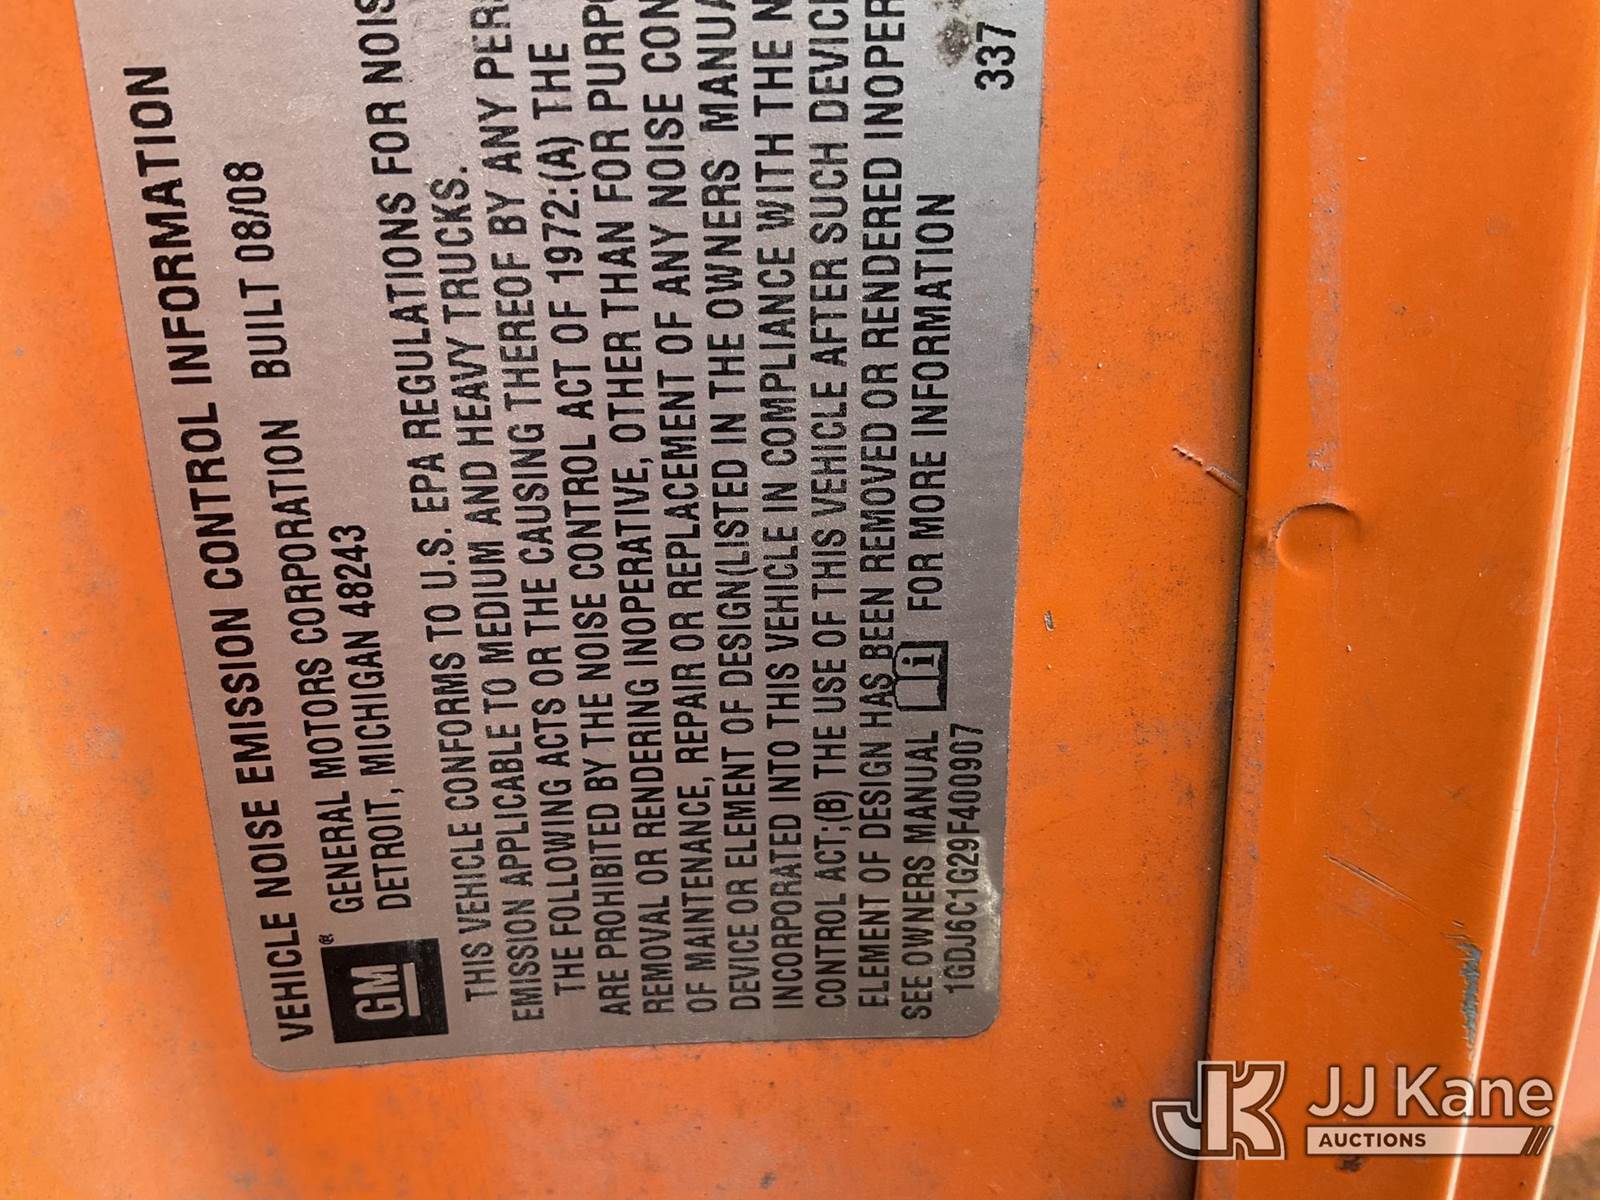 VEHICLE NOISE EMISSION CONTROL INFORMATION
GM ®
GENERAL MOTORS CORPORATION BUILT 08/08
DETROIT, MICHIGAN 48243
THIS VEHICLE CONFORMS TO U.S. EPA REGULATIONS FOR NOIS
EMISSION APPLICABLE TO MEDIUM AND HEAVY TRUCKS.
THE FOLLOWING ACTS OR THE CAUSING THEREOF BY ANY PER
ARE PROHIBITED BY THE NOISE CONTROL ACT OF 1972:(A) THE
REMOVAL OR RENDERING INOPERATIVE, OTHER THAN FOR PURPO
OF MAINTENANCE, REPAIR OR REPLACEMENT OF ANY NOISE CON
DEVICE OR ELEMENT OF DESIGN(LISTED IN THE OWNERS MANUA
INCORPORATED INTO THIS VEHICLE IN COMPLIANCE WITH THE N
CONTROL ACT;(B) THE USE OF THIS VEHICLE AFTER SUCH DEVICE
ELEMENT OF DESIGN HAS BEEN REMOVED OR RENDERED INOPER
SEE OWNERS MANUAL i FOR MORE INFORMATION
1GDJ6C1G29F400907 337
JK JJ Kane
AUCTIONS